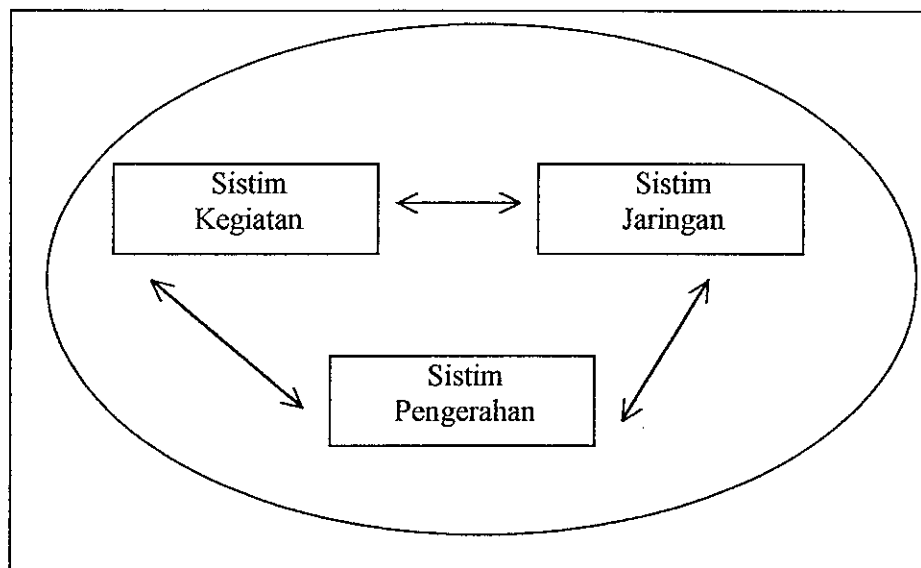 Sistim
Kegiatan
Sistim
Jaringan
Sistim
Pengerahan